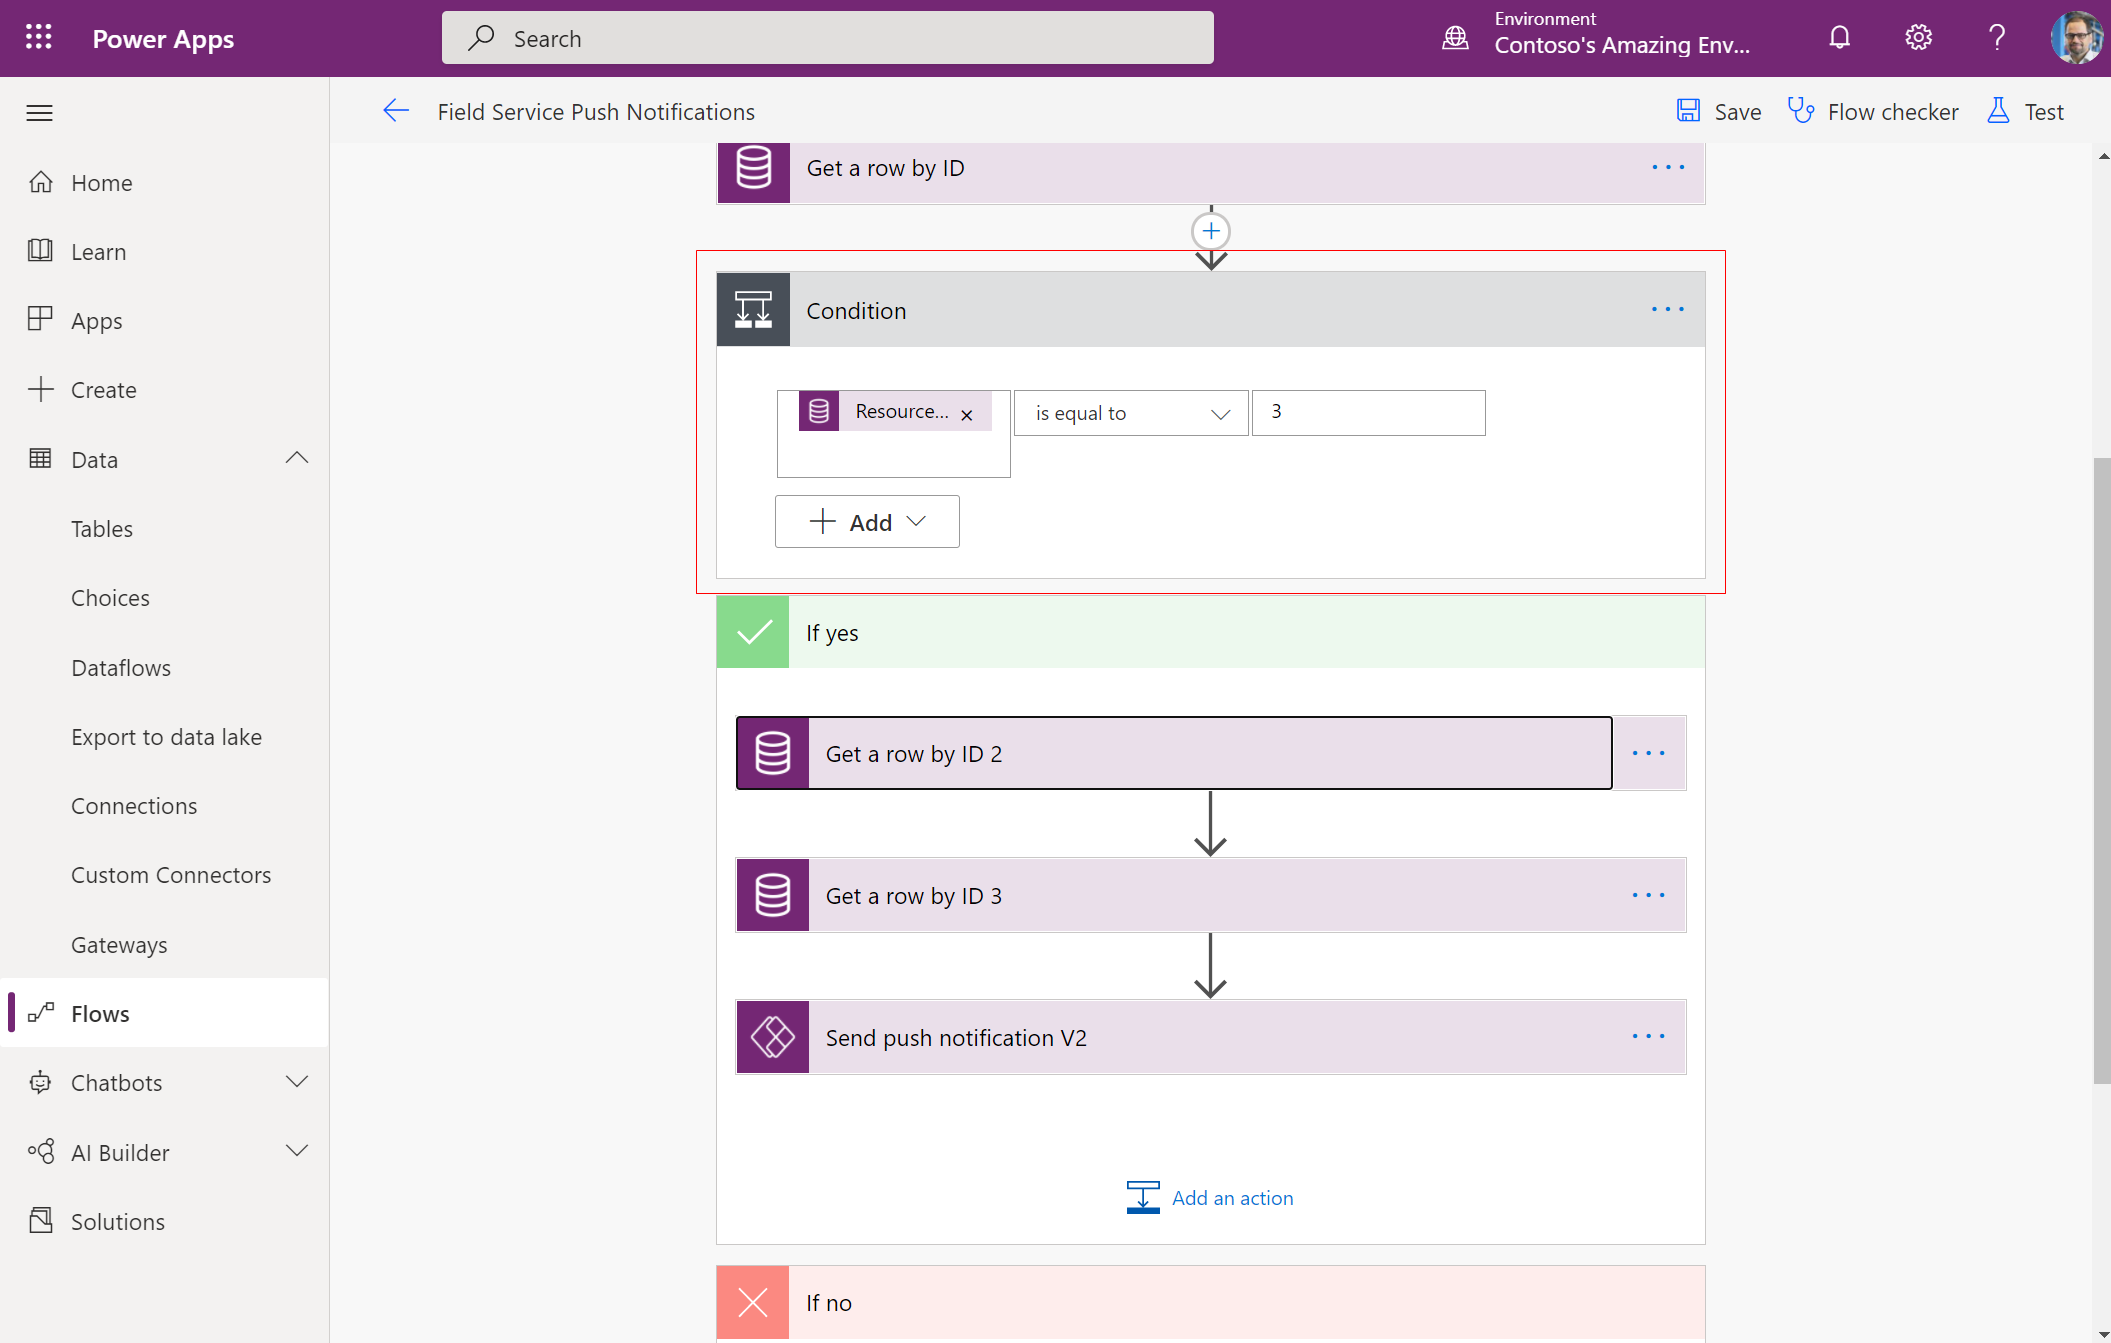 Power Apps
Search
Environment
Contoso's Amazing Env...
Field Service Push Notifications
Save
Flow checker
Test
Home
Learn
Apps
Create
Data
Tables
Choices
Dataflows
Export to data lake
Connections
Custom Connectors
Gateways
Flows
Chatbots
AI Builder
Solutions
Get a row by ID
Condition
Resource...
is equal to
3
Add
If yes
Get a row by ID 2
Get a row by ID 3
Send push notification V2
Add an action
If no